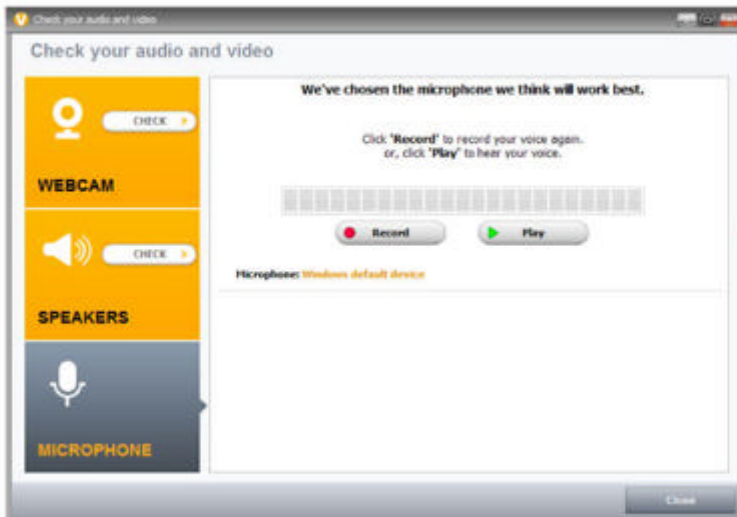 Check your audio and video
Check your audio and video
CHECK
WEBCAM
CHECK
SPEAKERS
MICROPHONE
We've chosen the microphone we think will work best.
Click 'Record' to record your voice again.
or, click 'Play' to hear your voice.
Record
Play
Microphone: Windows default device
Close